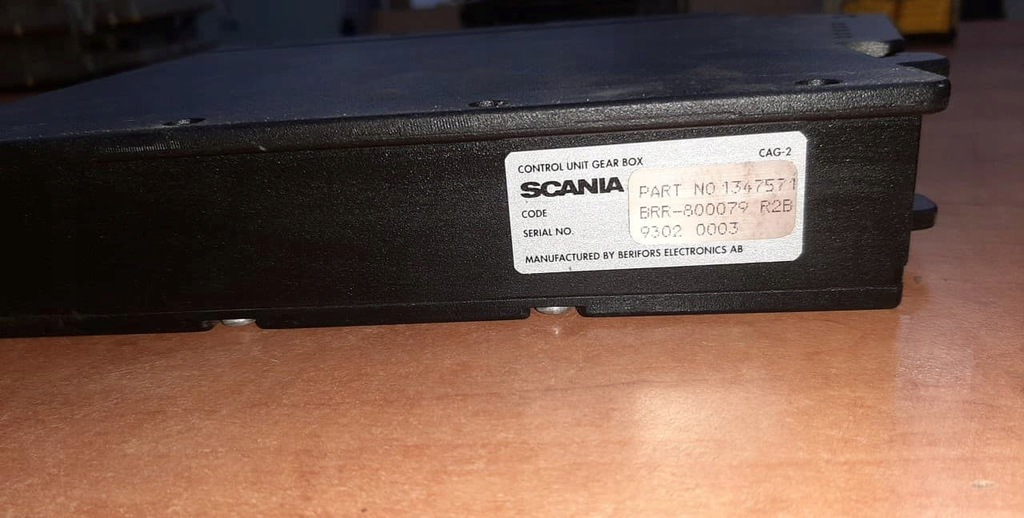 CONTROL UNIT GEAR BOX CAG-2
SCANIA PART NO 1347571
CODE BRR-800079 R2B
SERIAL NO. 9302 0003
MANUFACTURED BY BERIFORS ELECTRONICS AB